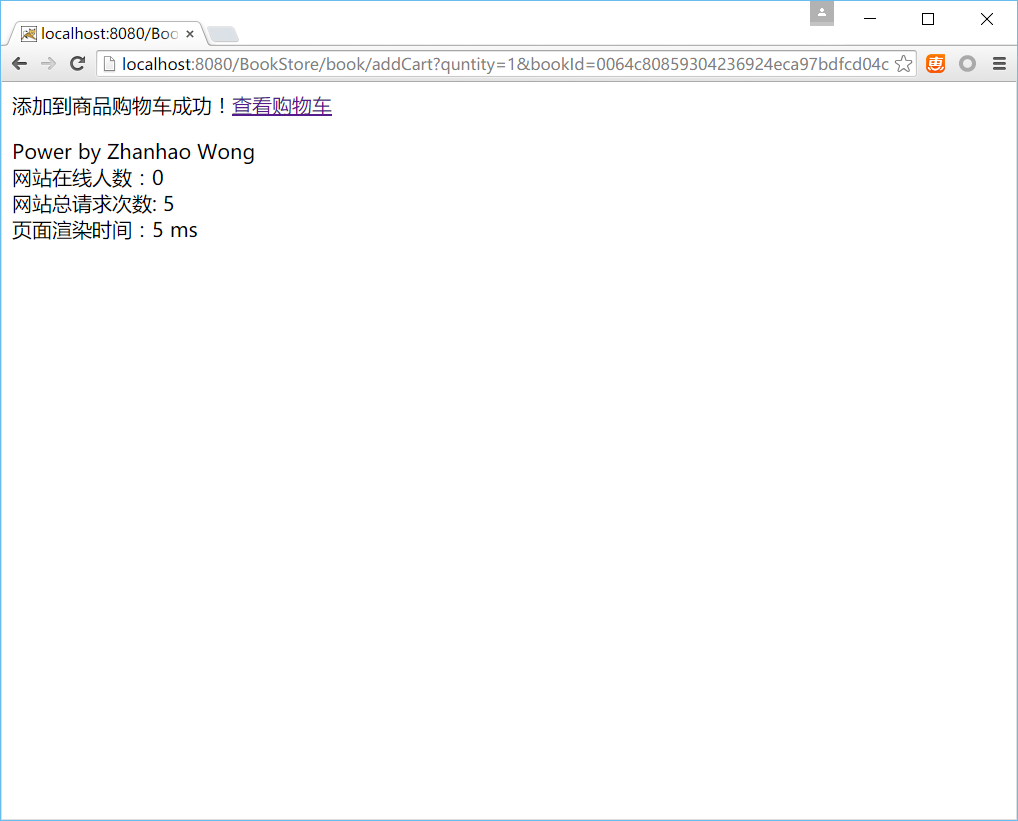 localhost:8080/Boo
localhost:8080/BookStore/book/addCart?quntity=1&bookId=0064c80859304236924eca97bdfcd04c
惠
添加到商品购物车成功！查看购物车
Power by Zhanhao Wong
网站在线人数：0
网站总请求次数: 5
页面渲染时间：5 ms